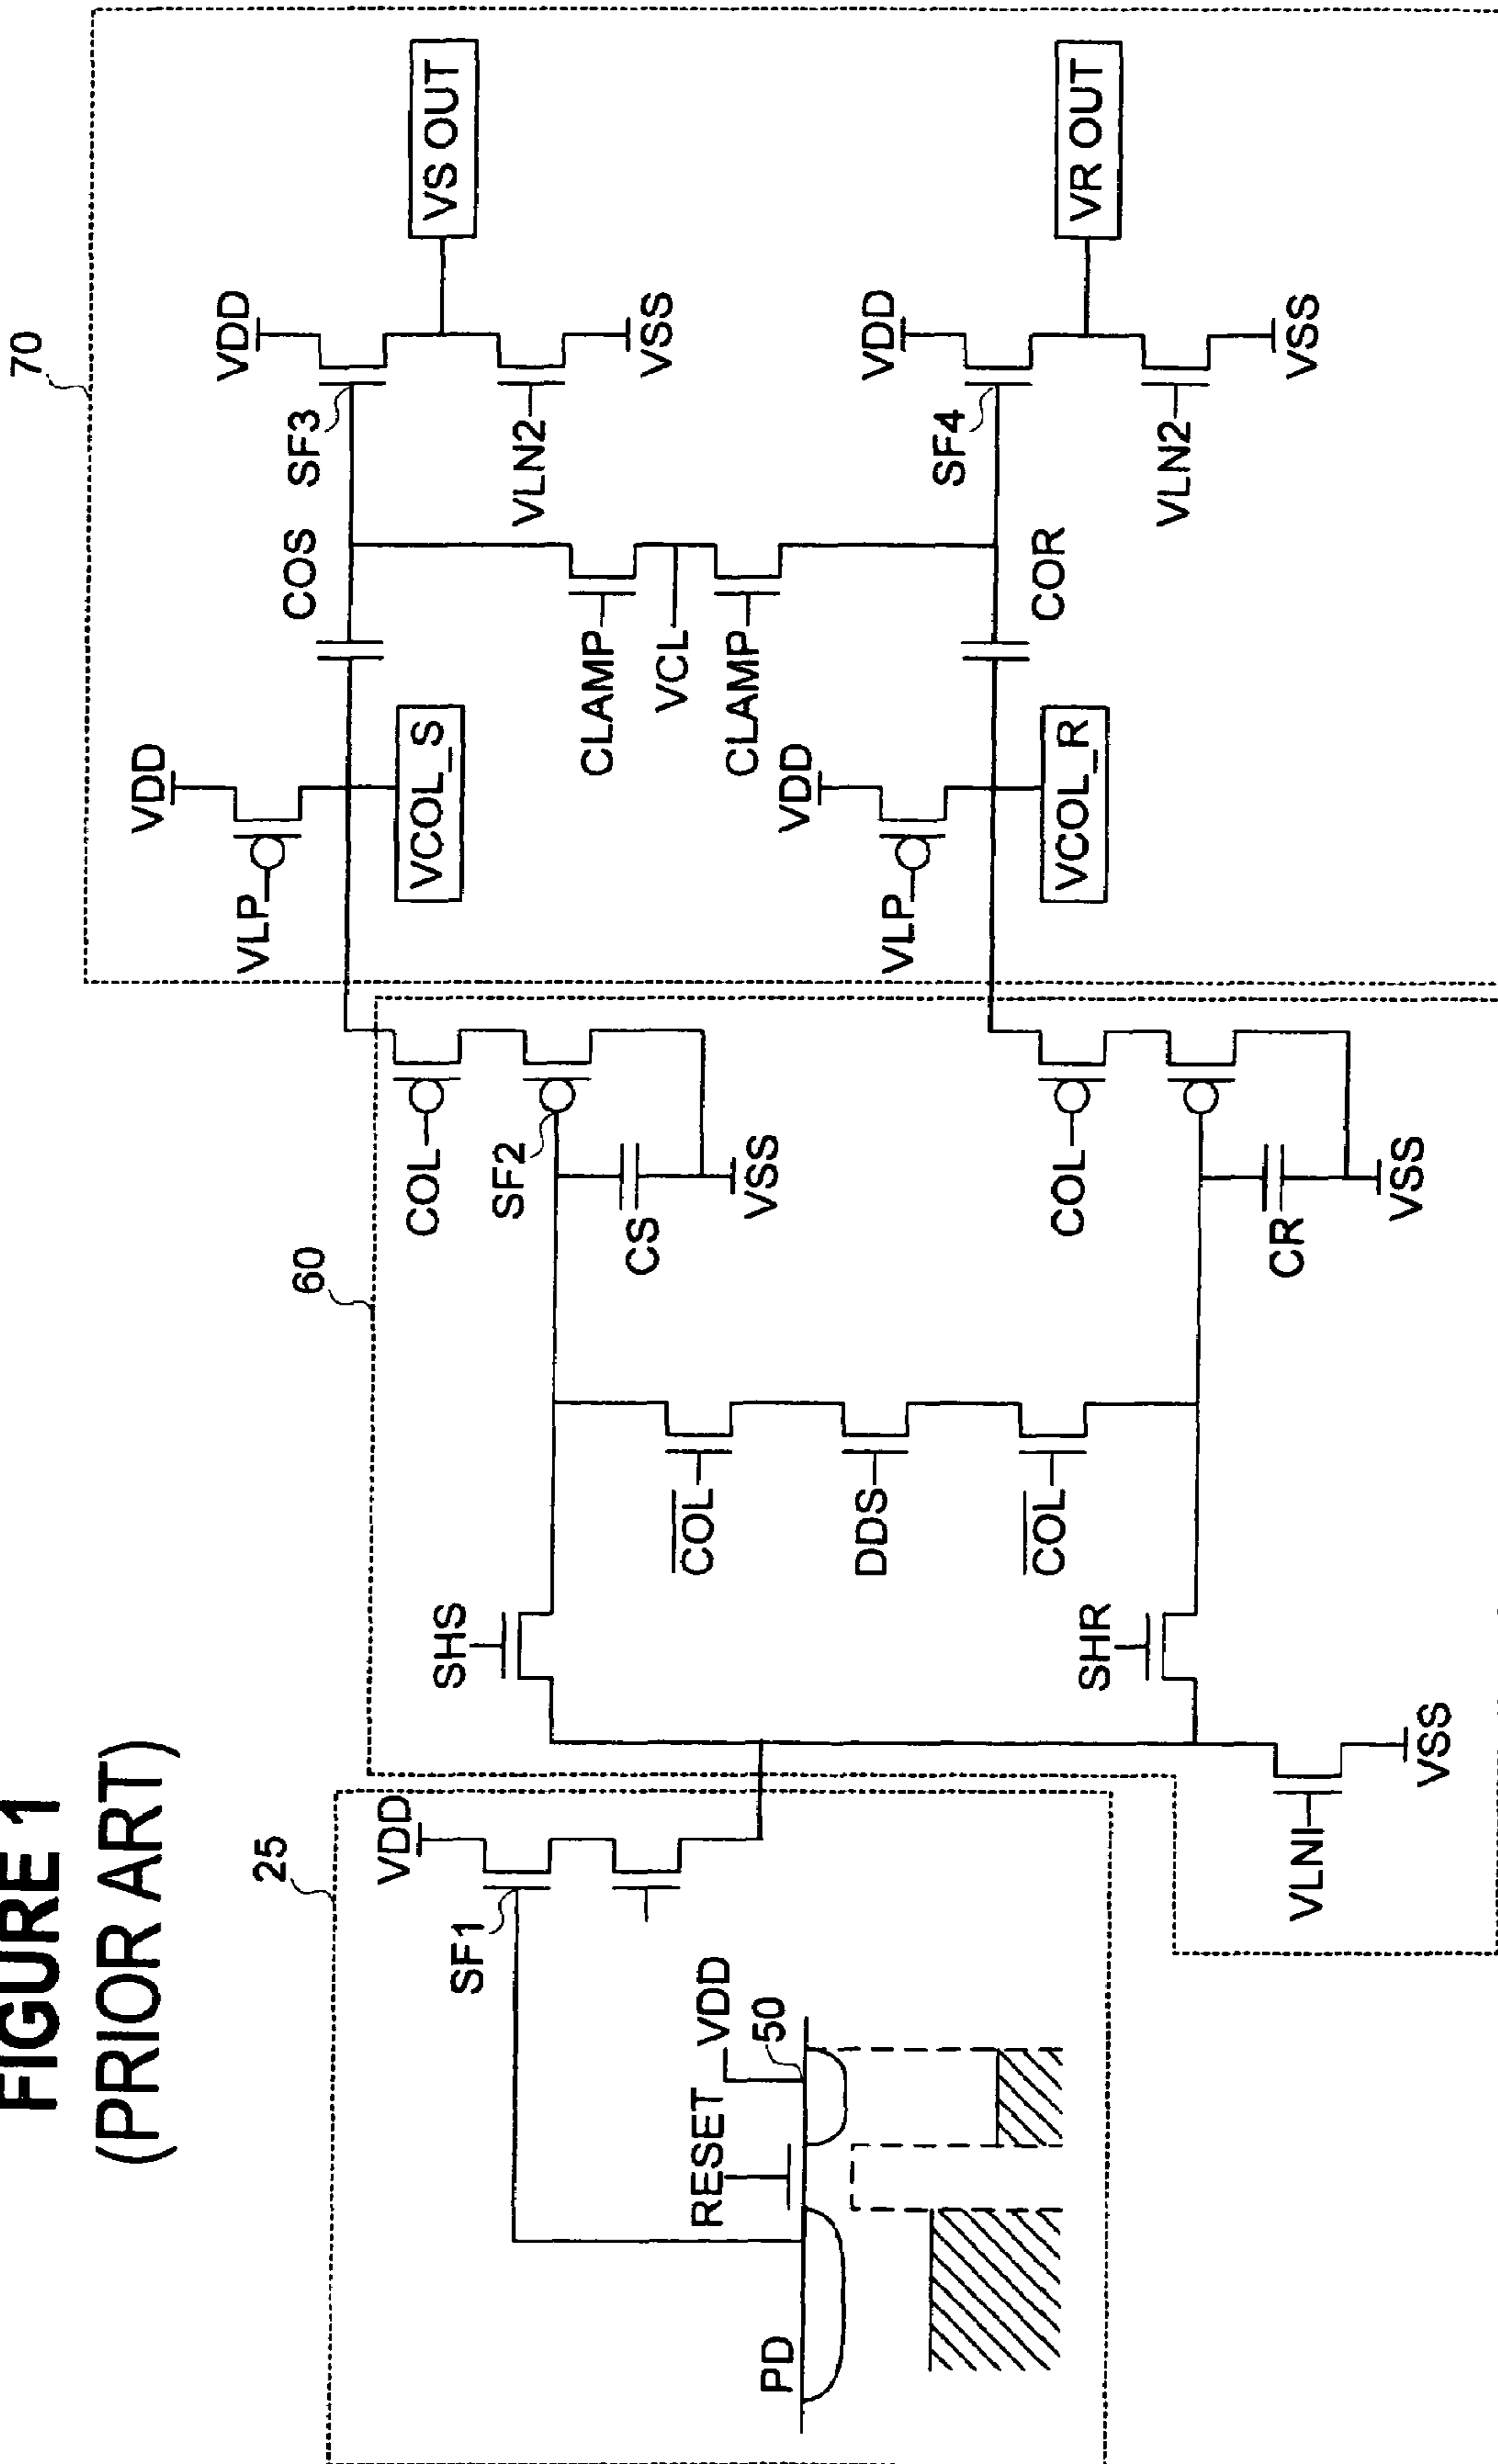 FIGURE 1
(PRIOR ART)
25
VDD
SF1
RESET
VDD
50
PD
60
SHS
COL
DDS
COL
SHR
VLNI
VSS
COL
SF2
CS
VSS
COL
CR
VSS
70
VDD
VLP
VCOL_S
COS
CLAMP
VCL
CLAMP
VDD
VLP
VCOL_R
COR
VDD
SF3
VLN2
VSS
VS OUT
VDD
SF4
VLN2
VSS
VR OUT